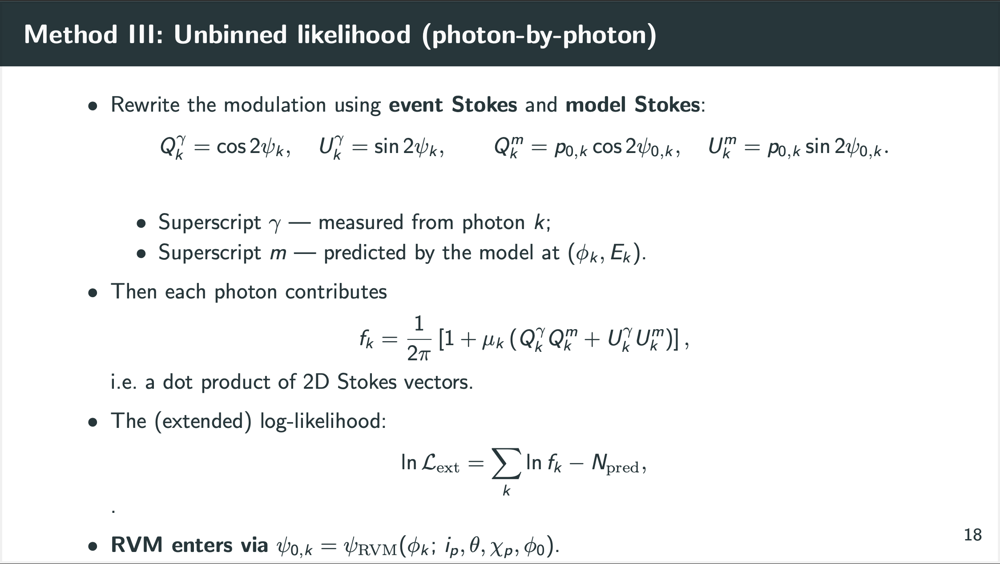 Method III: Unbinned likelihood (photon-by-photon)
• Rewrite the modulation using event Stokes and model Stokes:
Q_k^γ = cos 2ψ_k, U_k^γ = sin 2ψ_k, Q_k^m = p_{0,k} cos 2ψ_{0,k}, U_k^m = p_{0,k} sin 2ψ_{0,k}.
• Superscript γ — measured from photon k;
• Superscript m — predicted by the model at (ϕ_k, E_k).
• Then each photon contributes
f_k = \frac{1}{2π} [1 + μ_k (Q_k^γ Q_k^m + U_k^γ U_k^m)],
i.e. a dot product of 2D Stokes vectors.
• The (extended) log-likelihood:
ln ℒ_ext = ∑_k ln f_k − N_pred,
.
• RVM enters via ψ_{0,k} = ψ_RVM(ϕ_k; i_p, θ, χ_p, ϕ_0).
18